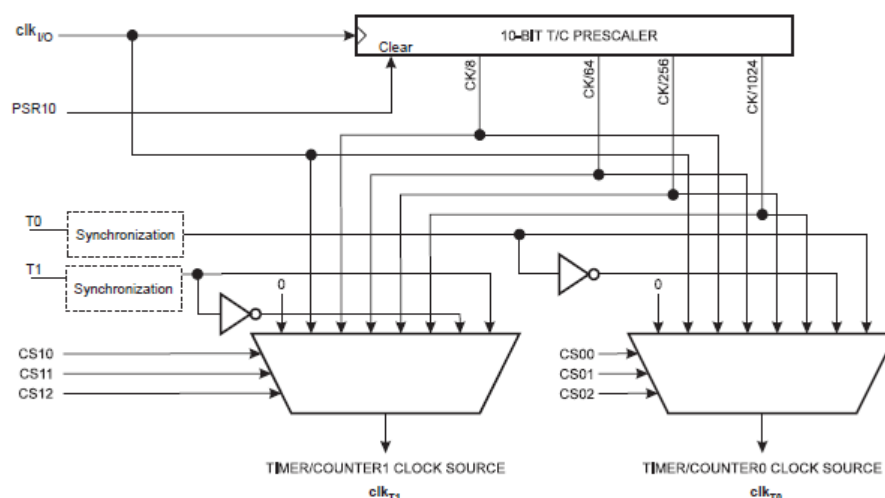 clkI/O
10-BIT T/C PRESCALER
Clear
CK/8
CK/64
CK/256
CK/1024
PSR10
T0
Synchronization
T1
Synchronization
0
0
CS10
CS11
CS12
CS00
CS01
CS02
TIMER/COUNTER1 CLOCK SOURCE
clkT1
TIMER/COUNTER0 CLOCK SOURCE
clkT0